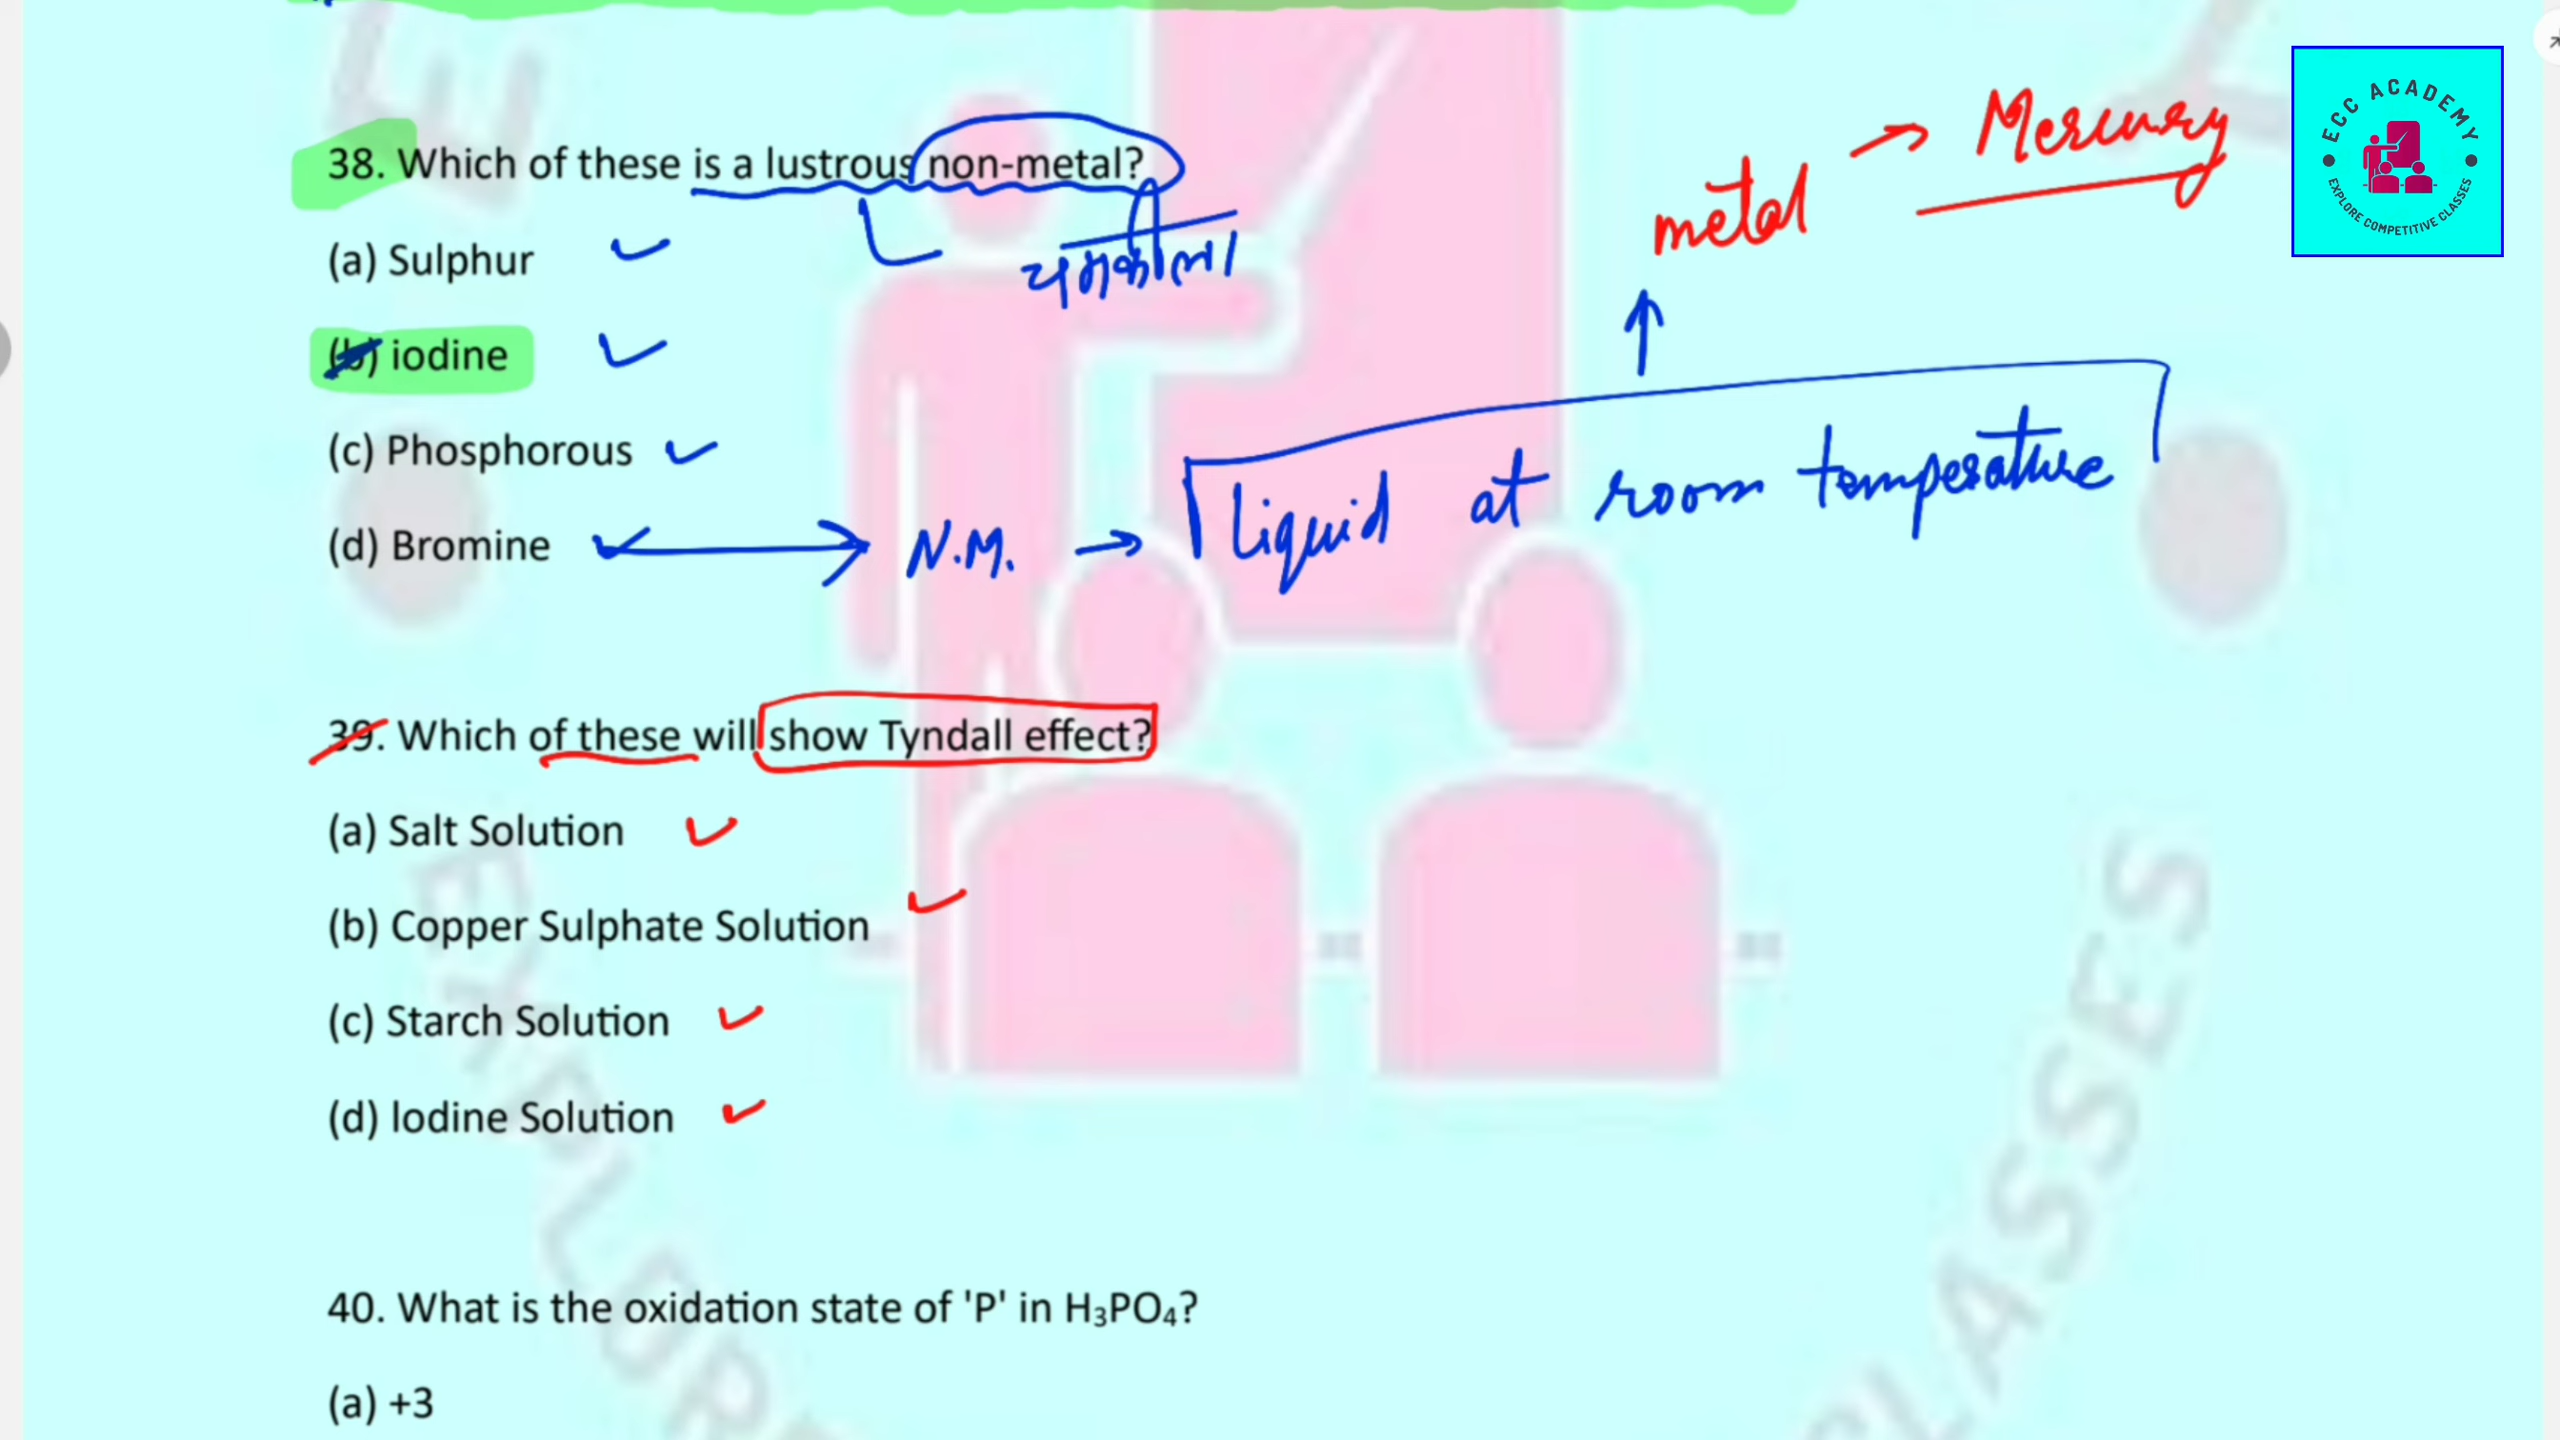 38. Which of these is a lustrous non-metal?
चमकीला
metal → Mercury
(a) Sulphur
(b) iodine
(c) Phosphorous
Liquid at room temperature
(d) Bromine → N.M. →
39. Which of these will show Tyndall effect?
(a) Salt Solution
(b) Copper Sulphate Solution
(c) Starch Solution
(d) Iodine Solution
40. What is the oxidation state of 'P' in H₃PO₄?
(a) +3
ECC ACADEMY
EXPLORE COMPETITIVE CLASSES